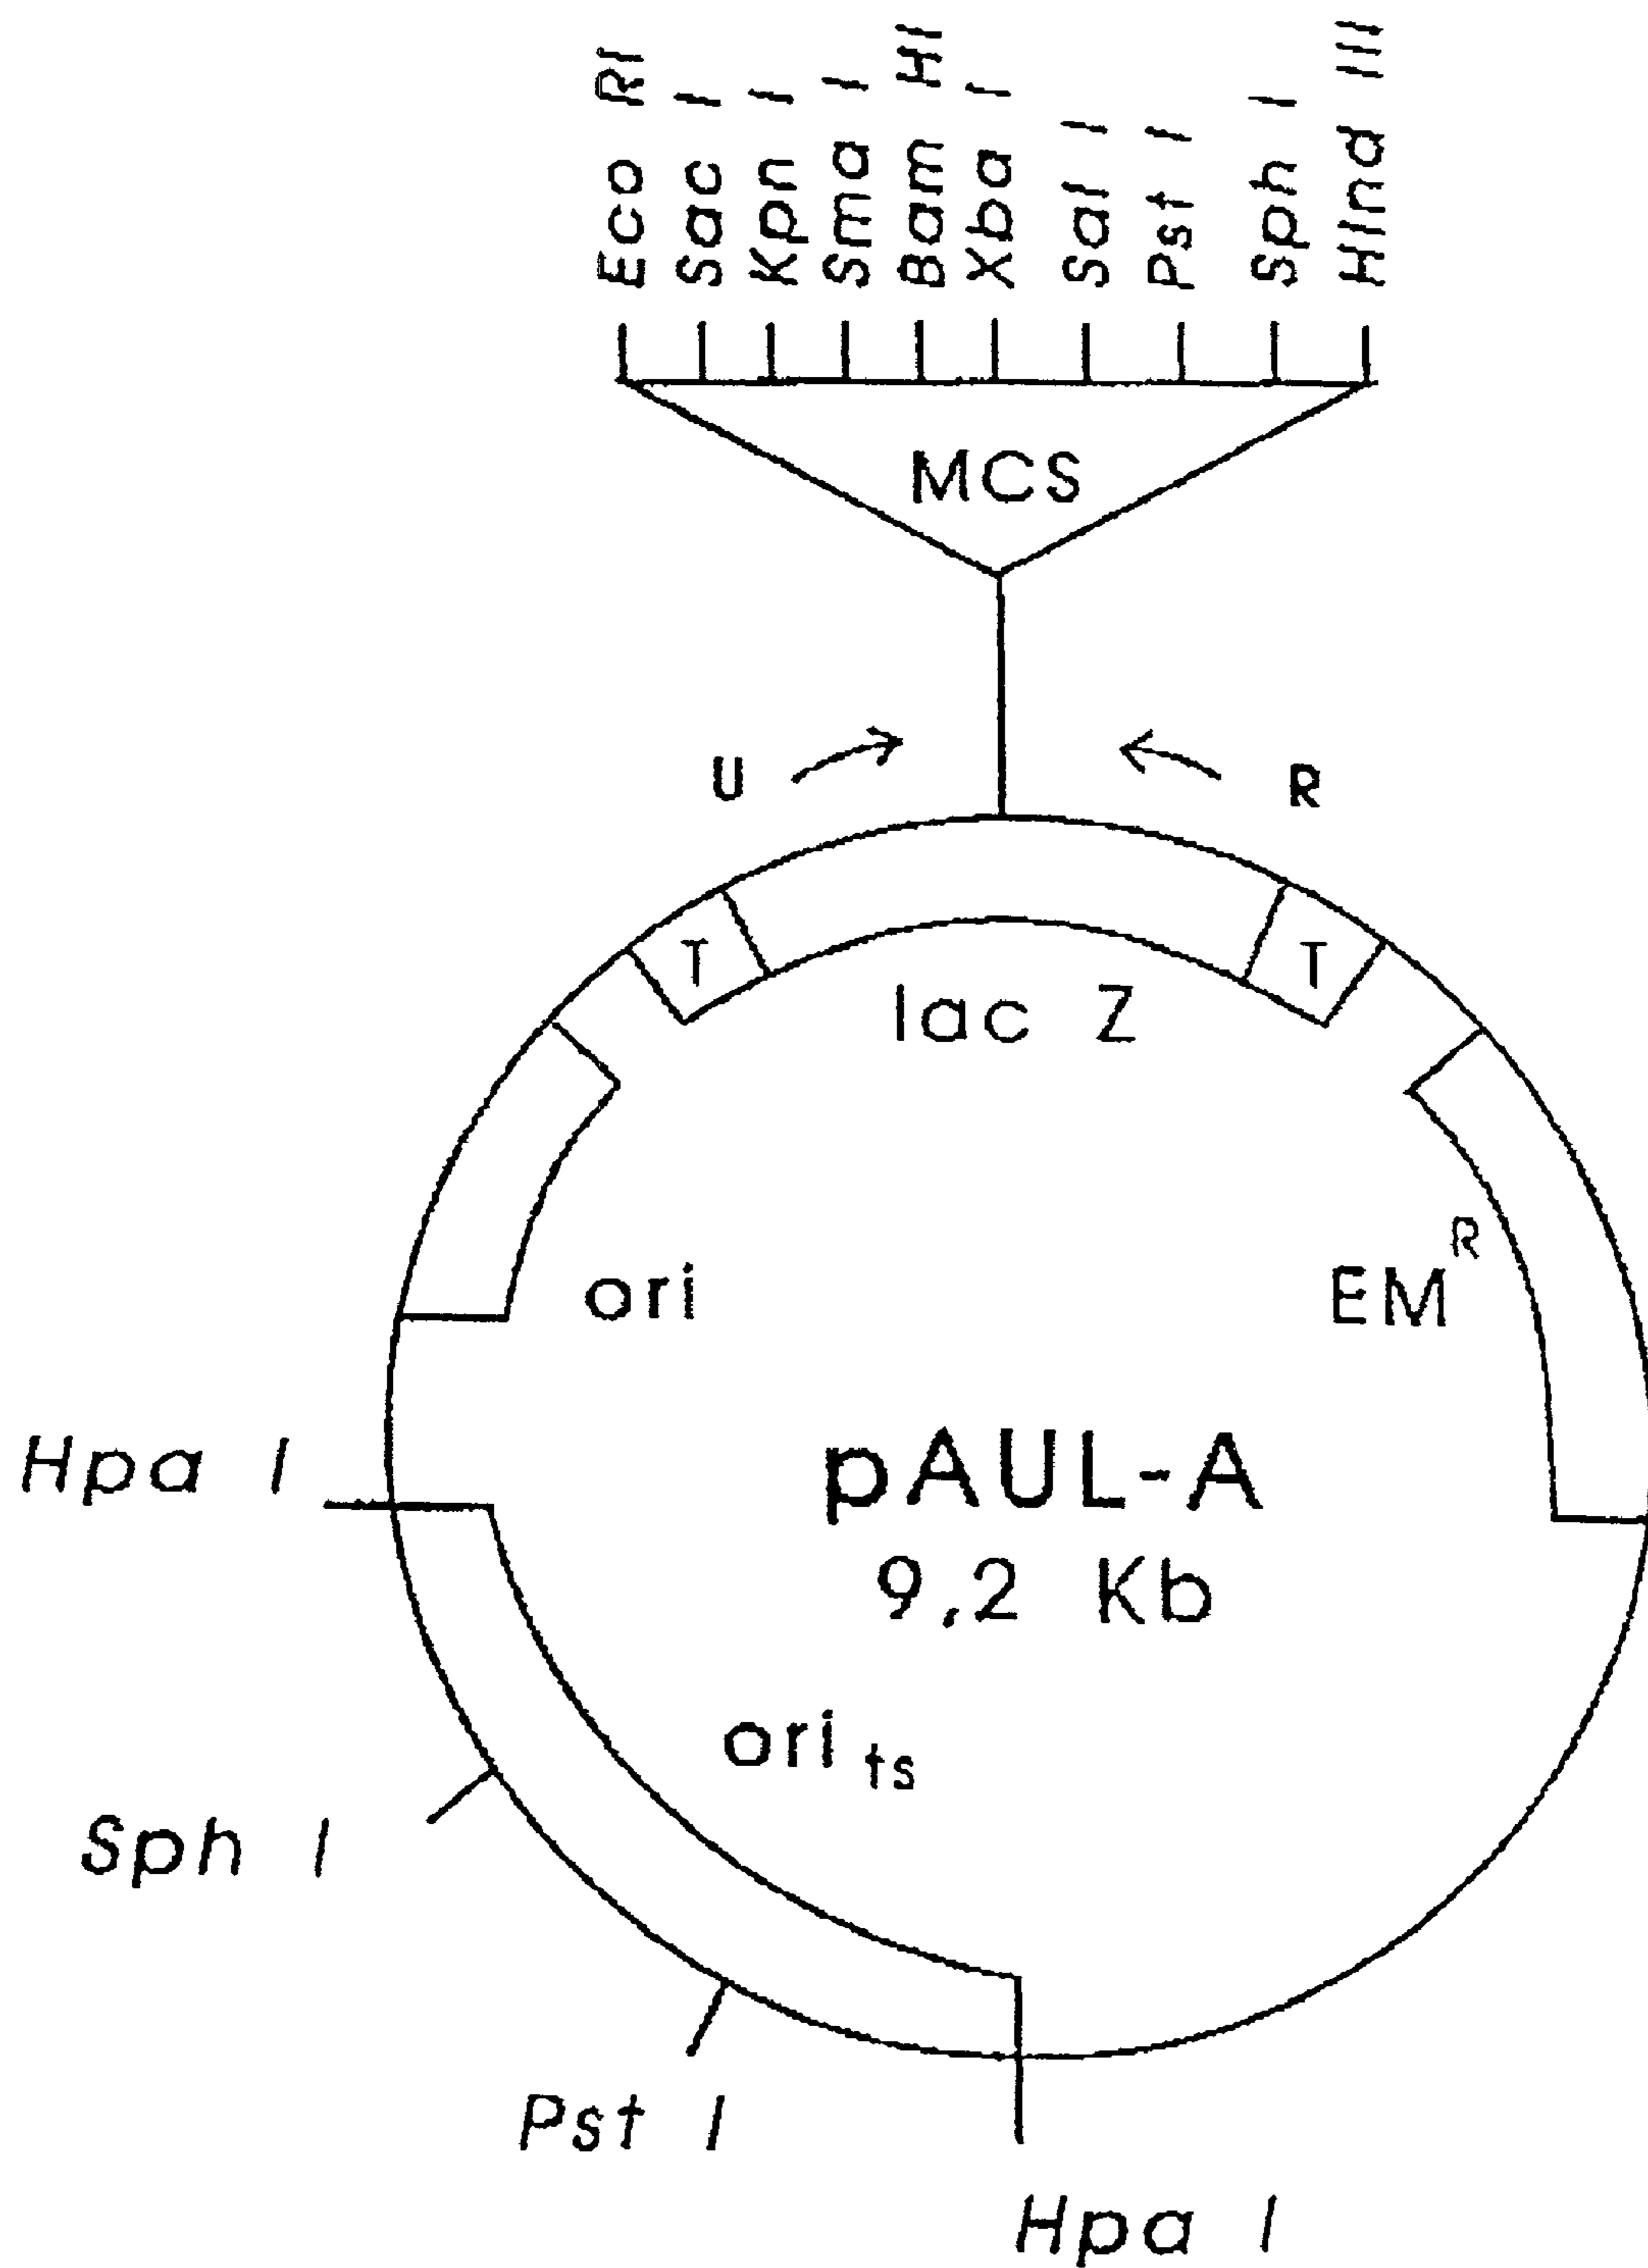 Eco RI
Sac I
Kpn I
Sma I
Bam HI
Xba I
Sal I
Pst I
Sph I
Hind III
MCS
U
R
T
T
lac Z
ori
EM R
Hpa I
pAUL-A
9,2 Kb
ori ts
Sph I
Pst I
Hpa I